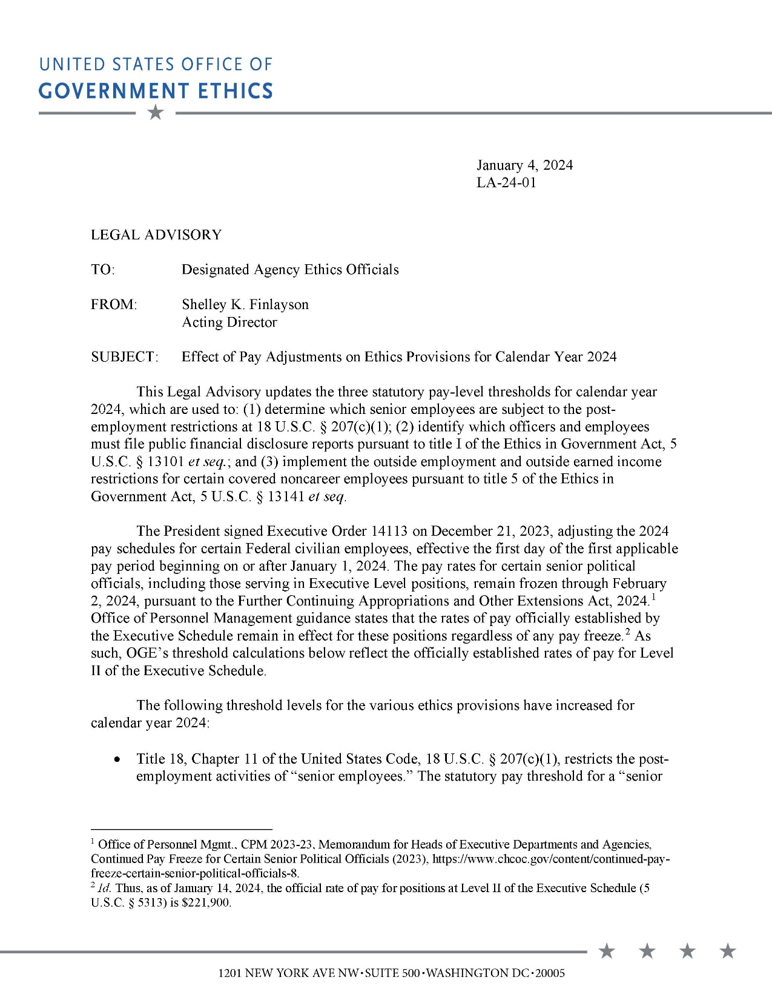 UNITED STATES OFFICE OF
GOVERNMENT ETHICS
January 4, 2024
LA-24-01
LEGAL ADVISORY
TO: Designated Agency Ethics Officials
FROM: Shelley K. Finlayson
Acting Director
SUBJECT: Effect of Pay Adjustments on Ethics Provisions for Calendar Year 2024
This Legal Advisory updates the three statutory pay-level thresholds for calendar year
2024, which are used to: (1) determine which senior employees are subject to the post-
employment restrictions at 18 U.S.C. § 207(c)(1); (2) identify which officers and employees
must file public financial disclosure reports pursuant to title I of the Ethics in Government Act, 5
U.S.C. § 13101 et seq.; and (3) implement the outside employment and outside earned income
restrictions for certain covered noncareer employees pursuant to title 5 of the Ethics in
Government Act, 5 U.S.C. § 13141 et seq.
The President signed Executive Order 14113 on December 21, 2023, adjusting the 2024
pay schedules for certain Federal civilian employees, effective the first day of the first applicable
pay period beginning on or after January 1, 2024. The pay rates for certain senior political
officials, including those serving in Executive Level positions, remain frozen through February
2, 2024, pursuant to the Further Continuing Appropriations and Other Extensions Act, 2024.1
Office of Personnel Management guidance states that the rates of pay officially established by
the Executive Schedule remain in effect for these positions regardless of any pay freeze.2 As
such, OGE’s threshold calculations below reflect the officially established rates of pay for Level
II of the Executive Schedule.
The following threshold levels for the various ethics provisions have increased for
calendar year 2024:
• Title 18, Chapter 11 of the United States Code, 18 U.S.C. § 207(c)(1), restricts the post-
employment activities of “senior employees.” The statutory pay threshold for a “senior
1 Office of Personnel Mgmt., CPM 2023-23, Memorandum for Heads of Executive Departments and Agencies,
Continued Pay Freeze for Certain Senior Political Officials (2023), https://www.chcoc.gov/content/continued-pay-
freeze-certain-senior-political-officials-8.
2 Id. Thus, as of January 14, 2024, the official rate of pay for positions at Level II of the Executive Schedule (5
U.S.C. § 5313) is $221,900.
1201 NEW YORK AVE NW•SUITE 500•WASHINGTON DC•20005